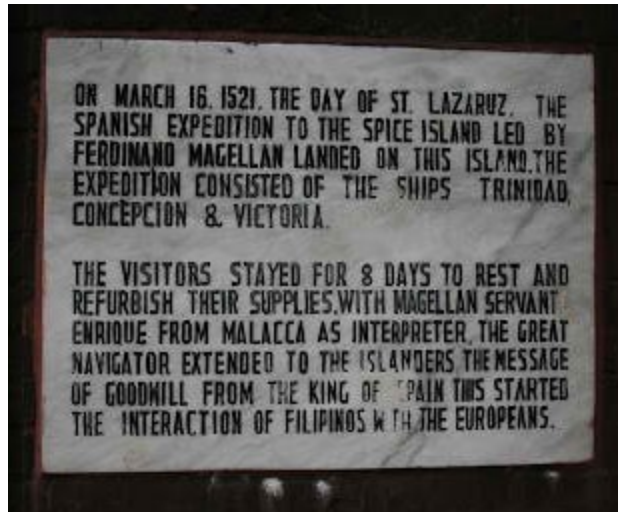 ON MARCH 16, 1521, THE DAY OF ST. LAZARUZ, THE
SPANISH EXPEDITION TO THE SPICE ISLAND LED BY
FERDINAND MAGELLAN LANDED ON THIS ISLAND.THE
EXPEDITION CONSISTED OF THE SHIPS TRINIDAD,
CONCEPCION & VICTORIA.
THE VISITORS STAYED FOR 8 DAYS TO REST AND
REFURBISH THEIR SUPPLIES.WITH MAGELLAN SERVANT
ENRIQUE FROM MALACCA AS INTERPRETER, THE GREAT
NAVIGATOR EXTENDED TO THE ISLANDERS THE MESSAGE
OF GOODWILL FROM THE KING OF SPAIN THIS STARTED
THE INTERACTION OF FILIPINOS WITH THE EUROPEANS.